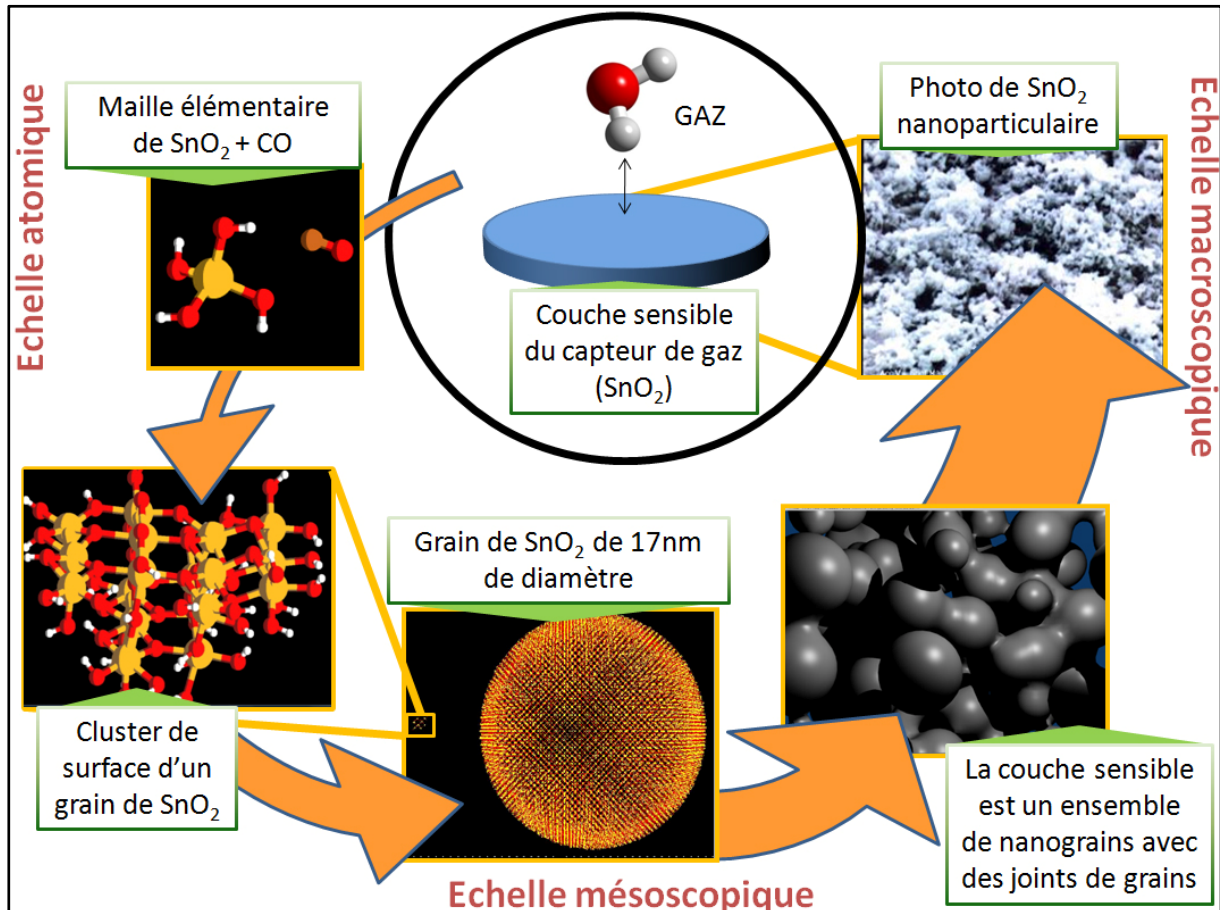 Echelle atomique
Maille élémentaire
de SnO₂ + CO
GAZ
Couche sensible
du capteur de gaz
(SnO₂)
Photo de SnO₂
nanoparticulaire
Echelle macroscopique
Cluster de
surface d'un
grain de SnO₂
Grain de SnO₂ de 17nm
de diamètre
Echelle mésoscopique
La couche sensible
est un ensemble
de nanograins avec
des joints de grains